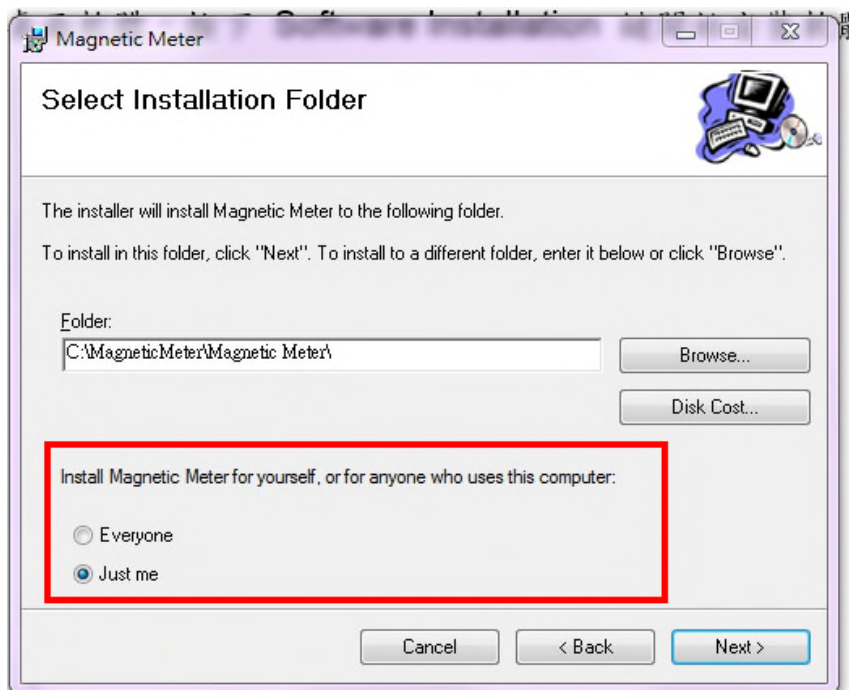 Software Installation
Magnetic Meter
Select Installation Folder
The installer will install Magnetic Meter to the following folder.
To install in this folder, click "Next". To install to a different folder, enter it below or click "Browse".
Folder:
C:\MagneticMeter\Magnetic Meter\
Browse...
Disk Cost...
Install Magnetic Meter for yourself, or for anyone who uses this computer:
Everyone
Just me
Cancel
< Back
Next >